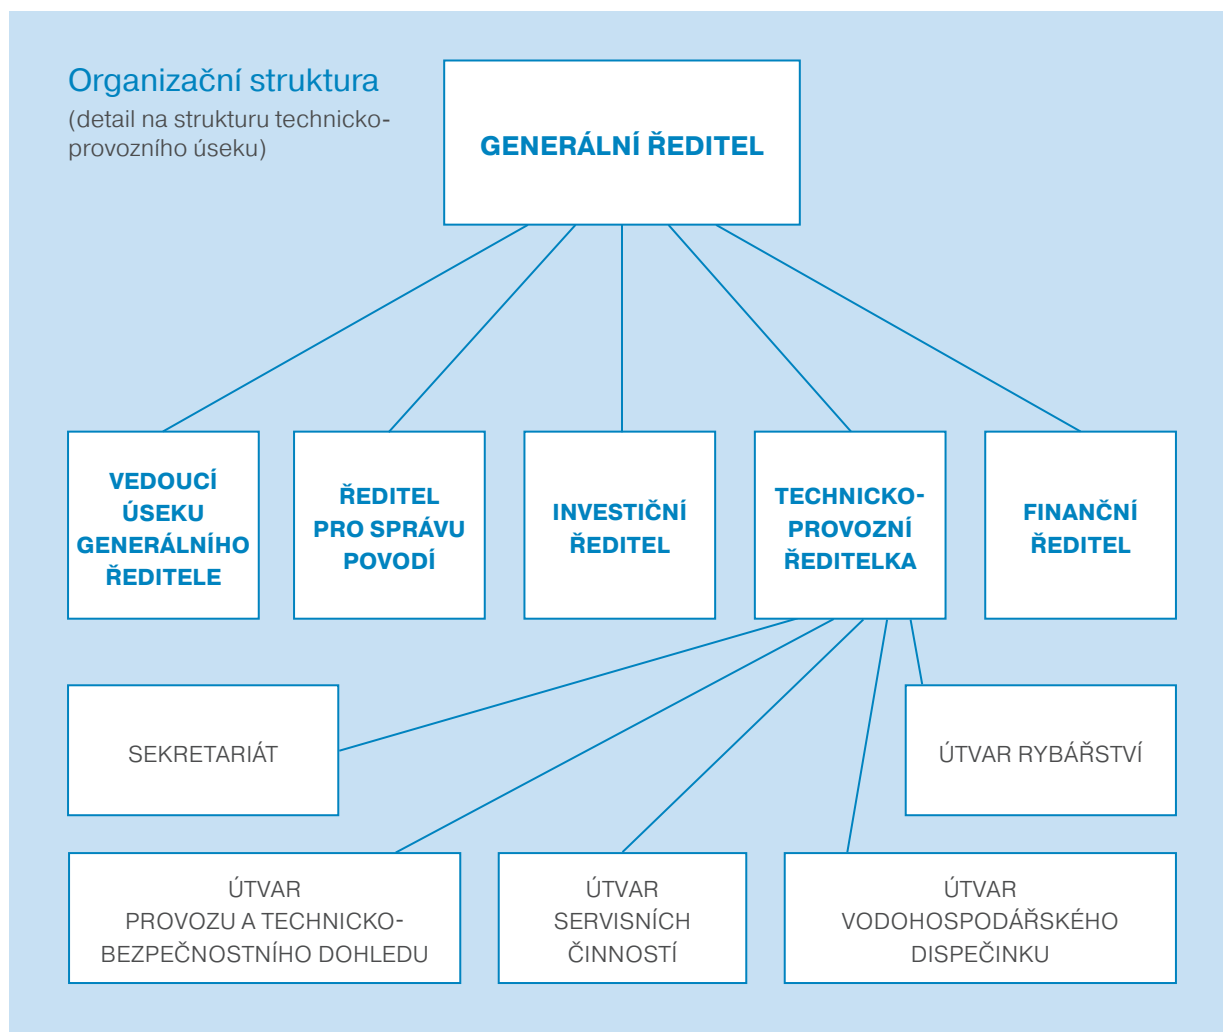 Organizační struktura
(detail na strukturu technicko-
provozního úseku)
GENERÁLNÍ ŘEDITEL
VEDOUCÍ
ÚSEKU
GENERÁLNÍHO
ŘEDITELE
ŘEDITEL
PRO SPRÁVU
POVODÍ
INVESTIČNÍ
ŘEDITEL
TECHNICKO-
PROVOZNÍ
ŘEDITELKA
FINANČNÍ
ŘEDITEL
SEKRETARIÁT
ÚTVAR RYBÁŘSTVÍ
ÚTVAR
PROVOZU A TECHNICKO-
BEZPEČNOSTNÍHO DOHLEDU
ÚTVAR
SERVISNÍCH
ČINNOSTÍ
ÚTVAR
VODOHOSPODÁŘSKÉHO
DISPEČINKU